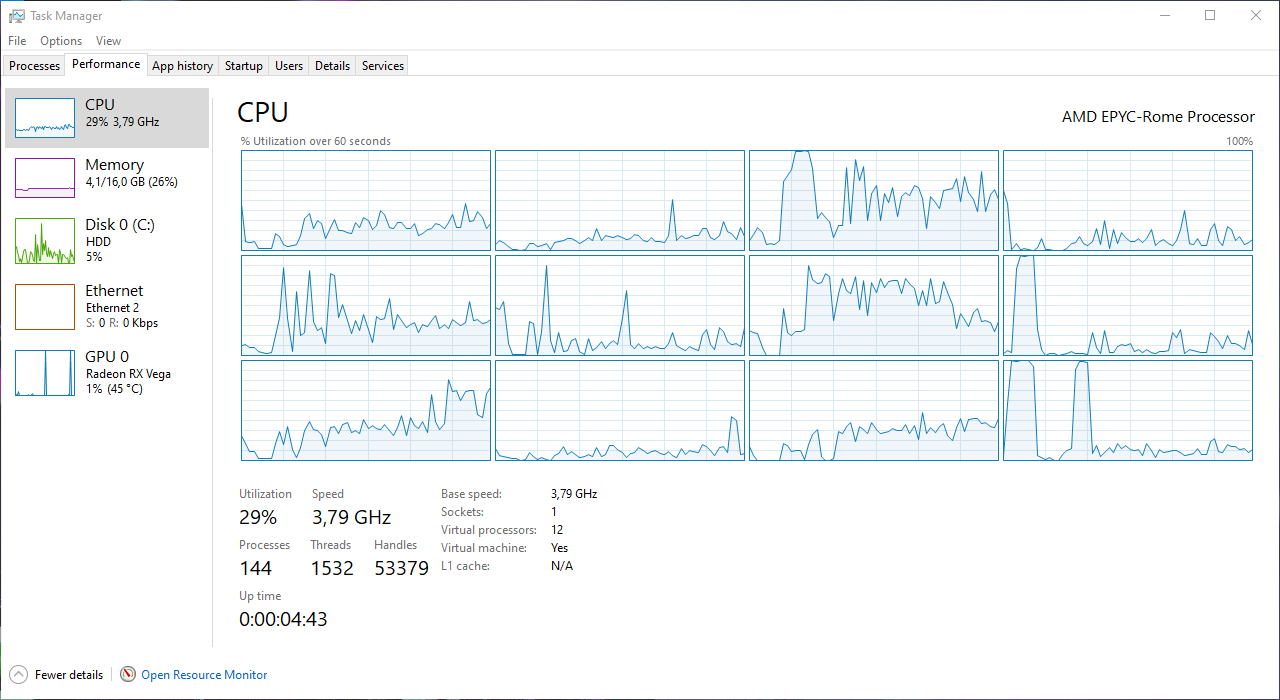 Task Manager
File Options View
Processes Performance App history Startup Users Details Services
CPU
29% 3,79 GHz
Memory
4,1/16,0 GB (26%)
Disk 0 (C:)
HDD
5%
Ethernet
Ethernet 2
S: 0 R: 0 Kbps
GPU 0
Radeon RX Vega
1% (45 °C)
CPU AMD EPYC-Rome Processor
% Utilization over 60 seconds 100%
Utilization Speed
29% 3,79 GHz
Processes Threads Handles
144 1532 53379
Up time
0:00:04:43
Base speed: 3,79 GHz
Sockets: 1
Virtual processors: 12
Virtual machine: Yes
L1 cache: N/A
Fewer details Open Resource Monitor